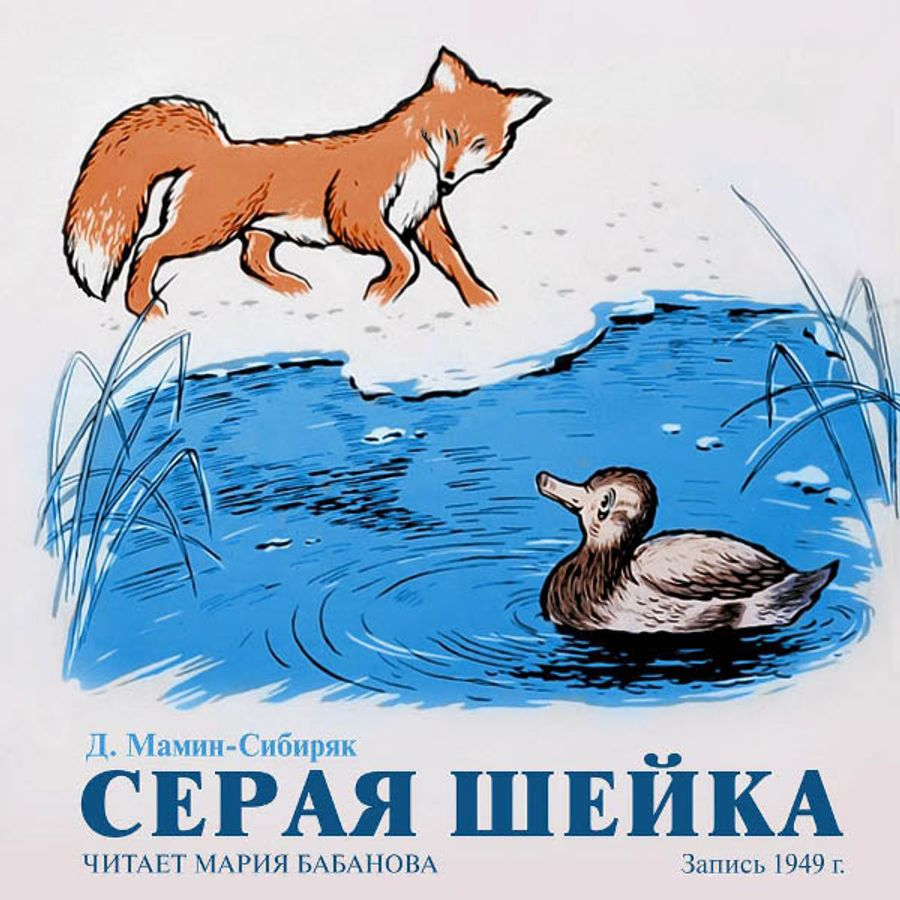 Д. Мамин-Сибиряк
СЕРАЯ ШЕЙКА
ЧИТАЕТ МАРИЯ БАБАНОВА
Запись 1949 г.